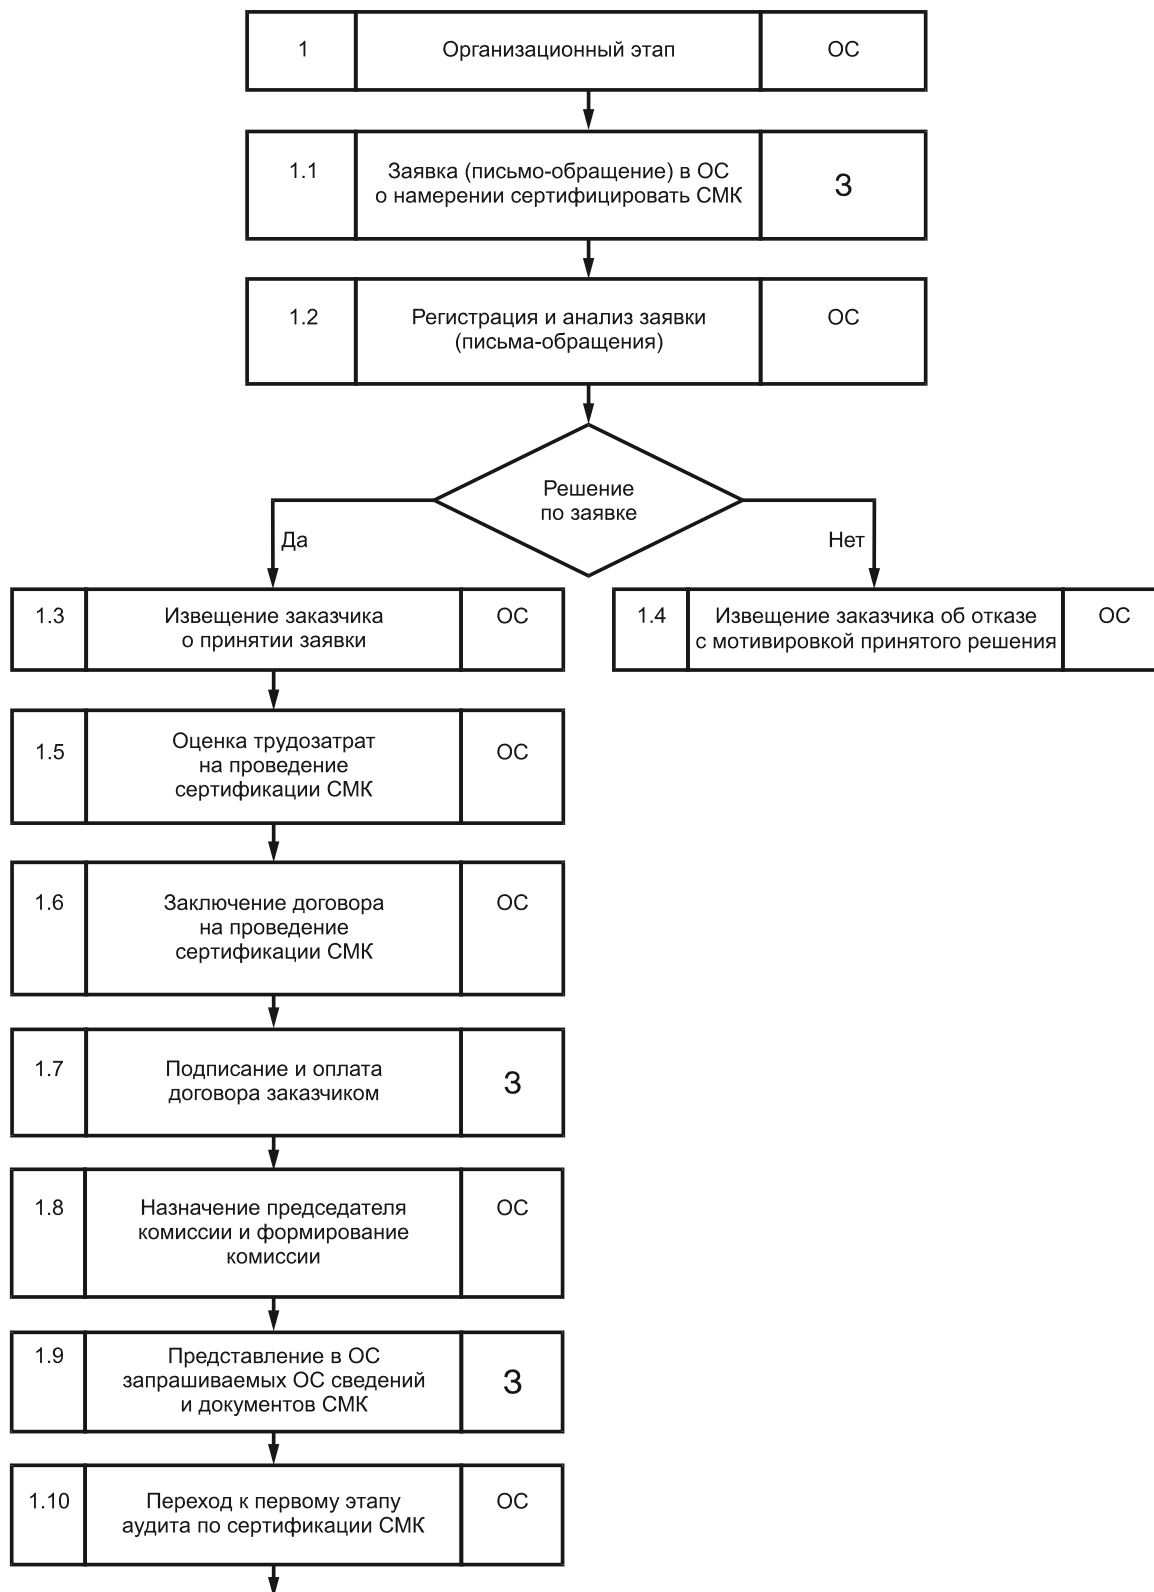 1
Организационный этап
ОС
1.1
Заявка (письмо-обращение) в ОС
о намерении сертифицировать СМК
З
1.2
Регистрация и анализ заявки
(письма-обращения)
ОС
Решение
по заявке
Да
Нет
1.3
Извещение заказчика
о принятии заявки
ОС
1.4
Извещение заказчика об отказе
с мотивировкой принятого решения
ОС
1.5
Оценка трудозатрат
на проведение
сертификации СМК
ОС
1.6
Заключение договора
на проведение
сертификации СМК
ОС
1.7
Подписание и оплата
договора заказчиком
З
1.8
Назначение председателя
комиссии и формирование
комиссии
ОС
1.9
Представление в ОС
запрашиваемых ОС сведений
и документов СМК
З
1.10
Переход к первому этапу
аудита по сертификации СМК
ОС